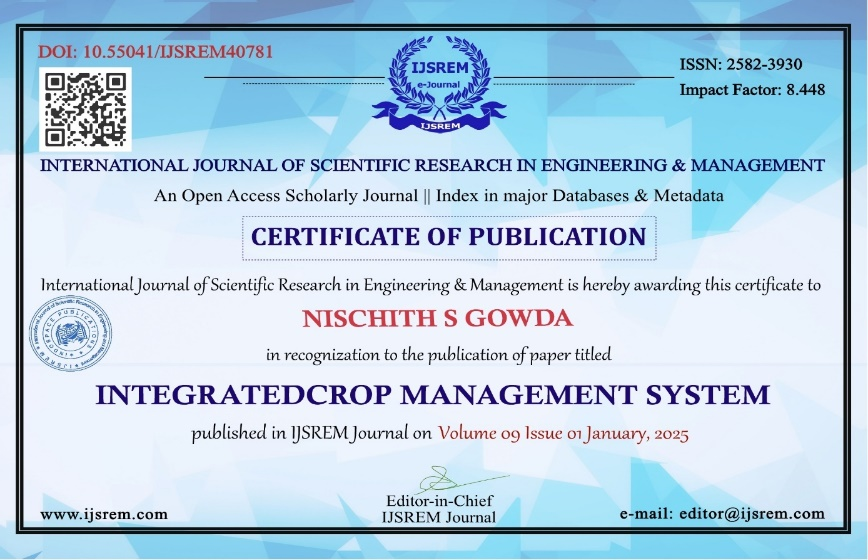 DOI: 10.55041/IJSREM40781
IJSREM
e-Journal
IJSREM
ISSN: 2582-3930
Impact Factor: 8.448
INTERNATIONAL JOURNAL OF SCIENTIFIC RESEARCH IN ENGINEERING & MANAGEMENT
An Open Access Scholarly Journal || Index in major Databases & Metadata
CERTIFICATE OF PUBLICATION
International Journal of Scientific Research in Engineering & Management is hereby awarding this certificate to
NISCHITH S GOWDA
in recognization to the publication of paper titled
INTEGRATEDCROP MANAGEMENT SYSTEM
published in IJSREM Journal on Volume 09 Issue 01 January, 2025
Editor-in-Chief
IJSREM Journal
www.ijsrem.com
e-mail: editor@ijsrem.com